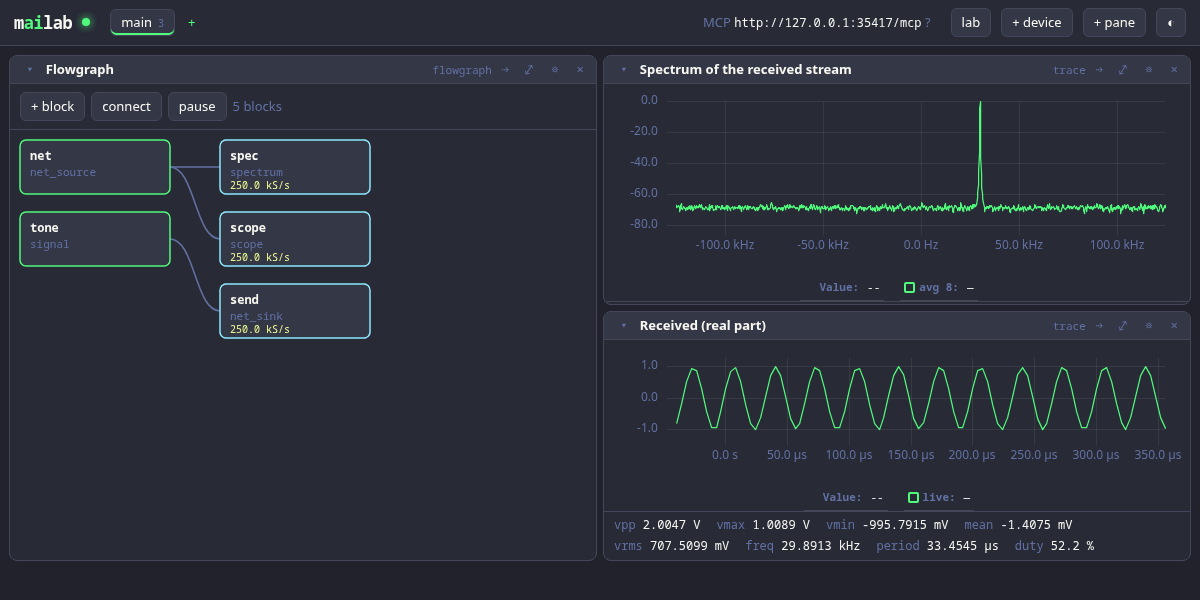 mailab
main 3
+
MCP http://127.0.0.1:35417/mcp ?
lab
+ device
+ pane
Flowgraph
flowgraph →
+ block
connect
pause
5 blocks
net
net_source
tone
signal
spec
spectrum
250.0 kS/s
scope
scope
250.0 kS/s
send
net_sink
250.0 kS/s
Spectrum of the received stream
trace →
0.0
-20.0
-40.0
-60.0
-80.0
-100.0 kHz -50.0 kHz 0.0 Hz 50.0 kHz 100.0 kHz
Value: -- avg 8: –
Received (real part)
trace →
1.0
0.0
-1.0
0.0 s 50.0 µs 100.0 µs 150.0 µs 200.0 µs 250.0 µs 300.0 µs 350.0 µs
Value: -- live: –
vpp 2.0047 V vmax 1.0089 V vmin -995.7915 mV mean -1.4075 mV
vrms 707.5099 mV freq 29.8913 kHz period 33.4545 µs duty 52.2 %